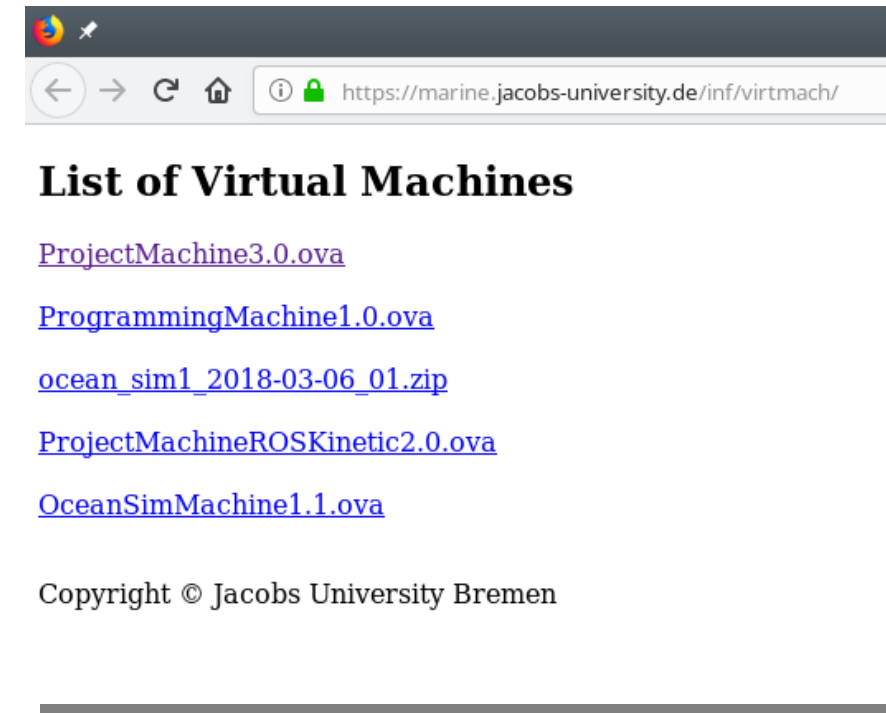 https://marine.jacobs-university.de/inf/virtmach/
List of Virtual Machines
ProjectMachine3.0.ova
ProgrammingMachine1.0.ova
ocean_sim1_2018-03-06_01.zip
ProjectMachineROSKinetic2.0.ova
OceanSimMachine1.1.ova
Copyright © Jacobs University Bremen